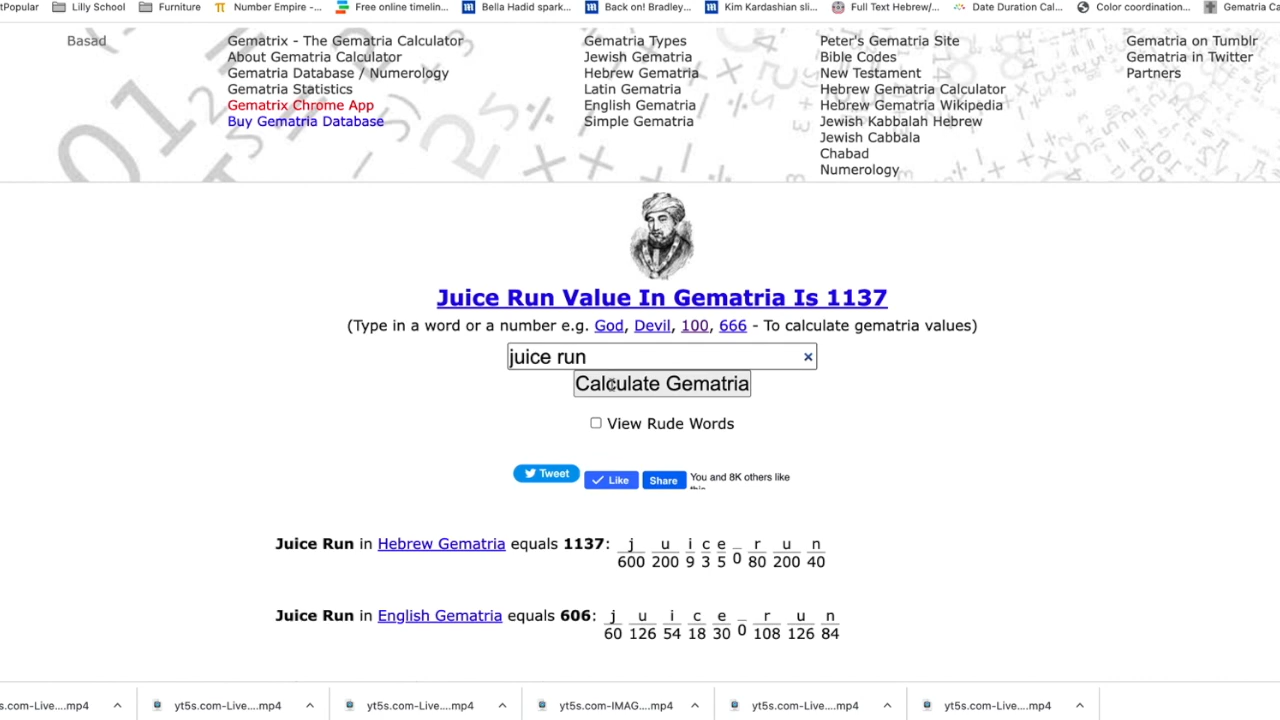 tPopular Lilly School Furniture Number Empire -... Free online timelin... Bella Hadid spark... Back on! Bradley... Kim Kardashian sli... Full Text Hebrew/... Date Duration Cal... Color coordination... Gematria Ca
Basad Gematrix - The Gematria Calculator Gematria Types Peter's Gematria Site Gematria on Tumblr
About Gematria Calculator Jewish Gematria Bible Codes Gematria in Twitter
Gematria Database / Numerology Hebrew Gematria New Testament Partners
Gematria Statistics Latin Gematria Hebrew Gematria Calculator
Gematrix Chrome App English Gematria Hebrew Gematria Wikipedia
Buy Gematria Database Simple Gematria Jewish Kabbalah Hebrew
Jewish Cabbala
Chabad
Numerology
Juice Run Value In Gematria Is 1137
(Type in a word or a number e.g. God, Devil, 100, 666 - To calculate gematria values)
juice run ×
Calculate Gematria
View Rude Words
Tweet Like Share You and 8K others like
Juice Run in Hebrew Gematria equals 1137: j u i c e _ r u n
600 200 9 3 5 0 80 200 40
Juice Run in English Gematria equals 606: j u i c e _ r u n
60 126 54 18 30 0 108 126 84
s.com-Live....mp4 yt5s.com-Live....mp4 yt5s.com-Live....mp4 yt5s.com-IMAG....mp4 yt5s.com-Live....mp4 yt5s.com-Live....mp4